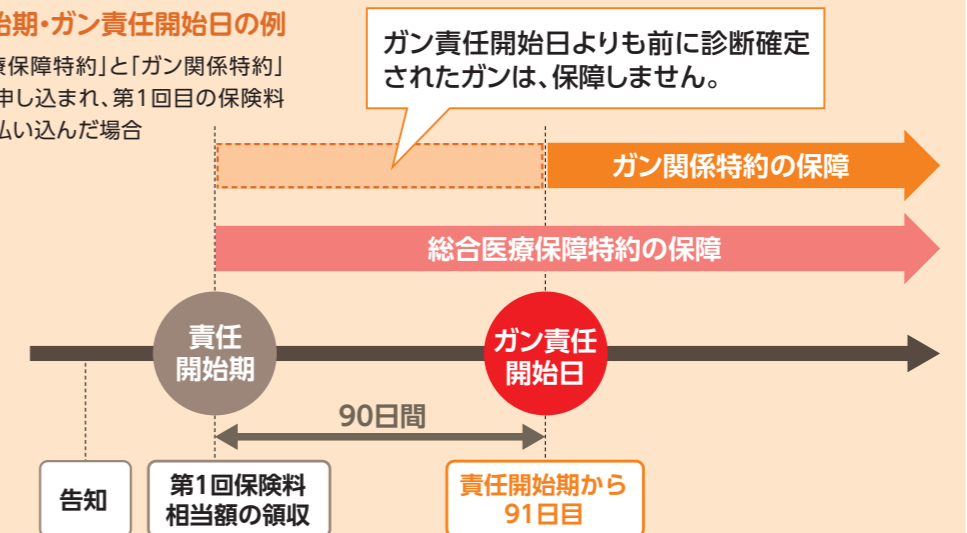 始期・ガン責任開始日の例
療保障特約」と「ガン関係特約」
申し込まれ、第1回目の保険料
払い込んだ場合
ガン責任開始日よりも前に診断確定
されたガンは、保障しません。
ガン関係特約の保障
総合医療保障特約の保障
責任
開始期
ガン責任
開始日
90日間
告知
第1回保険料
相当額の領収
責任開始期から
91日目